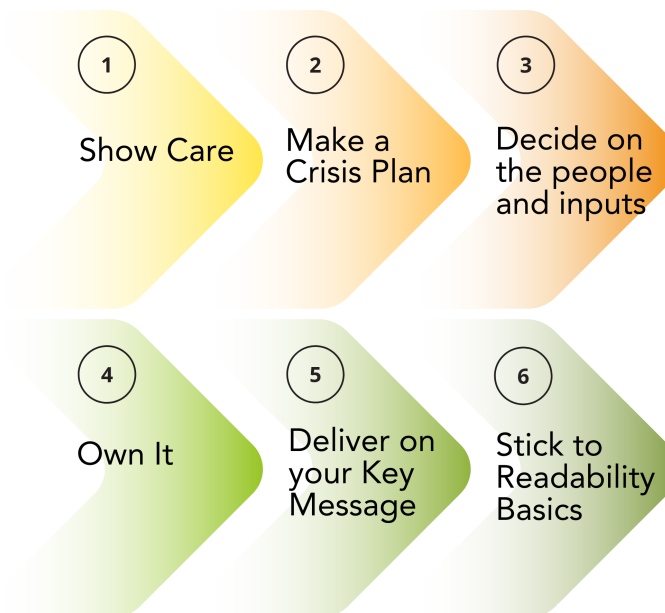 1
Show Care
2
Make a
Crisis Plan
3
Decide on
the people
and inputs
4
Own It
5
Deliver on
your Key
Message
6
Stick to
Readability
Basics